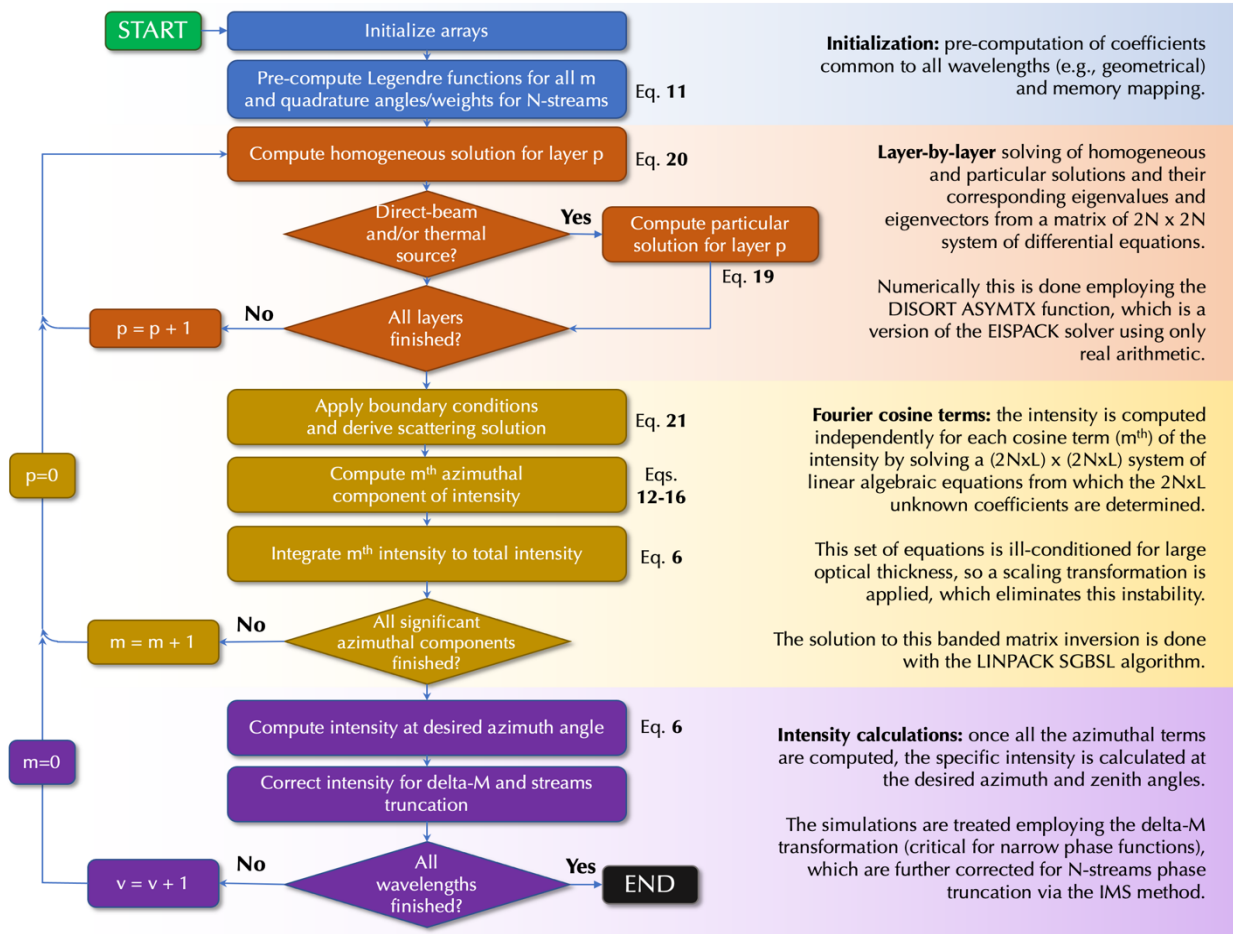 START
Initialize arrays
Pre-compute Legendre functions for all m
and quadrature angles/weights for N-streams
Eq. 11
Initialization: pre-computation of coefficients
common to all wavelengths (e.g., geometrical)
and memory mapping.
Compute homogeneous solution for layer p
Eq. 20
Direct-beam
and/or thermal
source?
Yes
Compute particular
solution for layer p
Eq. 19
All layers
finished?
No
p = p + 1
Layer-by-layer solving of homogeneous
and particular solutions and their
corresponding eigenvalues and
eigenvectors from a matrix of 2N x 2N
system of differential equations.
Numerically this is done employing the
DISORT ASYMTX function, which is a
version of the EISPACK solver using only
real arithmetic.
Apply boundary conditions
and derive scattering solution
Eq. 21
p=0
Compute mth azimuthal
component of intensity
Eqs.
12-16
Integrate mth intensity to total intensity
Eq. 6
All significant
azimuthal components
finished?
No
m = m + 1
Fourier cosine terms: the intensity is computed
independently for each cosine term (mth) of the
intensity by solving a (2NxL) x (2NxL) system of
linear algebraic equations from which the 2NxL
unknown coefficients are determined.
This set of equations is ill-conditioned for large
optical thickness, so a scaling transformation is
applied, which eliminates this instability.
The solution to this banded matrix inversion is done
with the LINPACK SGBSL algorithm.
Compute intensity at desired azimuth angle
Eq. 6
m=0
Correct intensity for delta-M and streams
truncation
All
wavelengths
finished?
No
v = v + 1
Yes
END
Intensity calculations: once all the azimuthal terms
are computed, the specific intensity is calculated at
the desired azimuth and zenith angles.
The simulations are treated employing the delta-M
transformation (critical for narrow phase functions),
which are further corrected for N-streams phase
truncation via the IMS method.